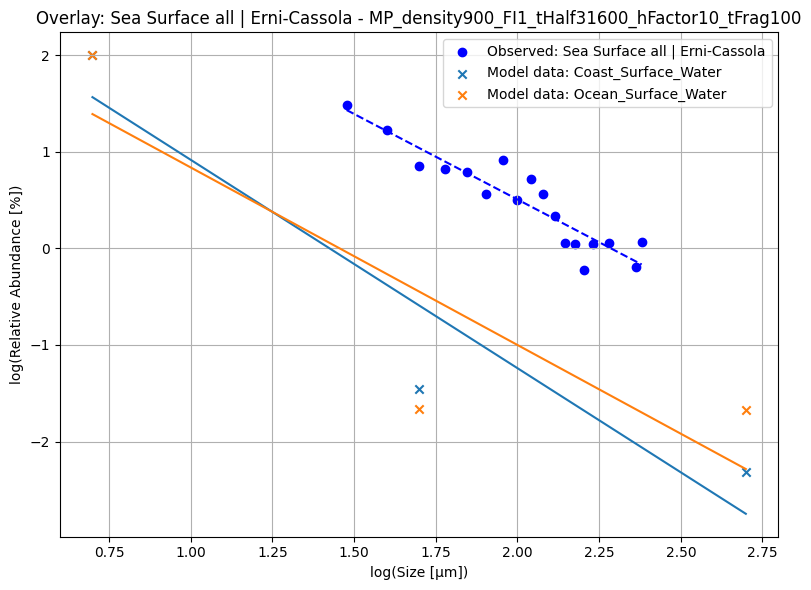 Overlay: Sea Surface all | Erni-Cassola - MP_density900_FI1_tHalf31600_hFactor10_tFrag100
Observed: Sea Surface all | Erni-Cassola
Model data: Coast_Surface_Water
Model data: Ocean_Surface_Water
log(Relative Abundance [%])
2
1
0
−1
−2
0.75
1.00
1.25
1.50
1.75
2.00
2.25
2.50
2.75
log(Size [μm])